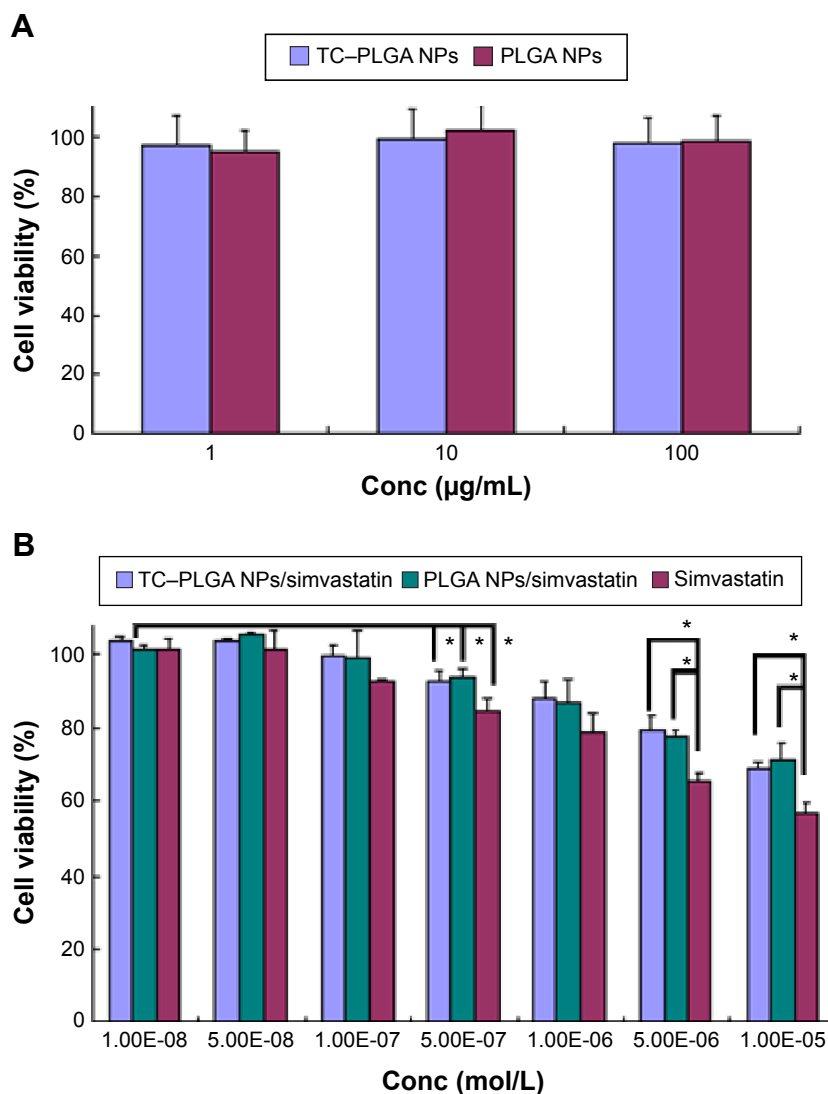 A
TC–PLGA NPs PLGA NPs
Cell viability (%)
100
80
60
40
20
0
1 10 100
Conc (µg/mL)
B
TC–PLGA NPs/simvastatin PLGA NPs/simvastatin Simvastatin
Cell viability (%)
* * * * *
* *
100
80
60
40
20
0
1.00E-08 5.00E-08 1.00E-07 5.00E-07 1.00E-06 5.00E-06 1.00E-05
Conc (mol/L)